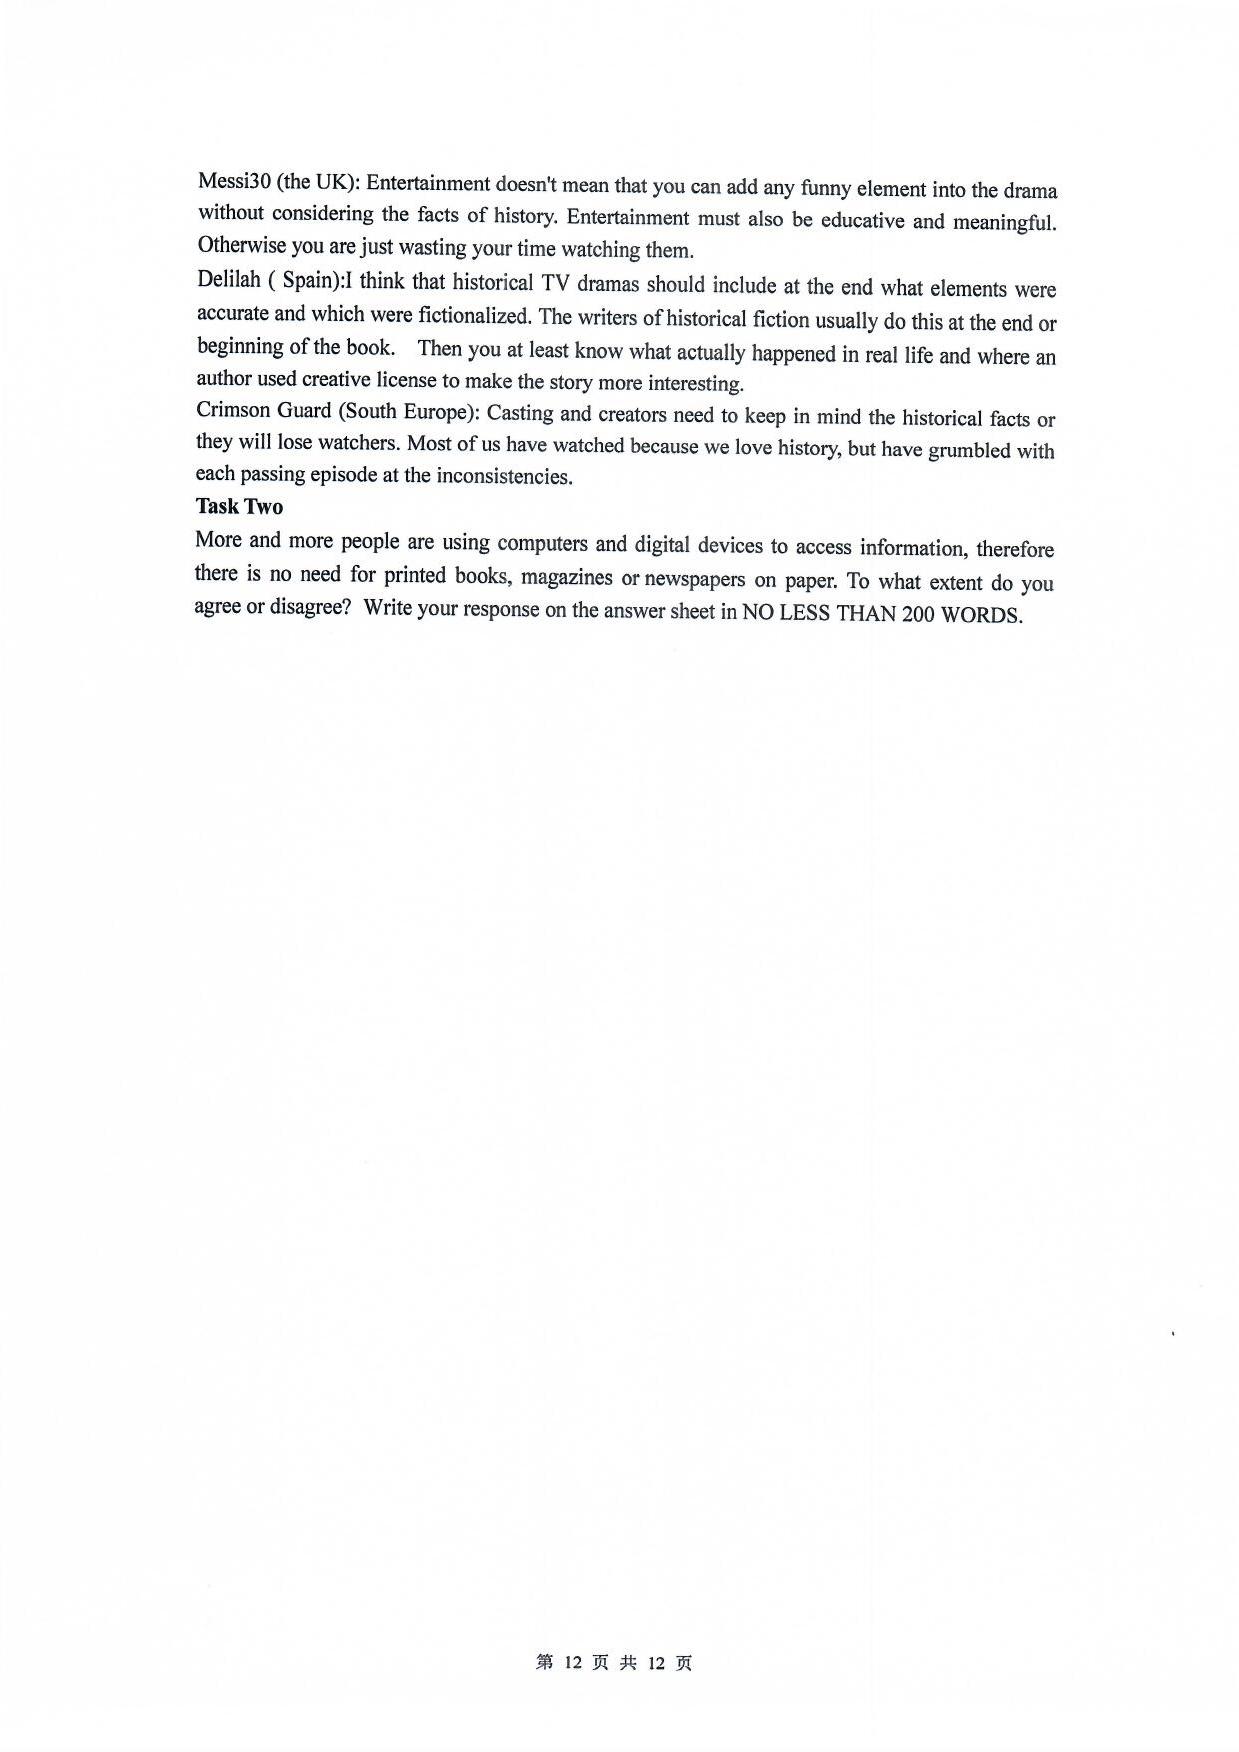 Messi30 (the UK): Entertainment doesn't mean that you can add any funny element into the drama
without considering the facts of history. Entertainment must also be educative and meaningful.
Otherwise you are just wasting your time watching them.
Delilah ( Spain):I think that historical TV dramas should include at the end what elements were
accurate and which were fictionalized. The writers of historical fiction usually do this at the end or
beginning of the book.   Then you at least know what actually happened in real life and where an
author used creative license to make the story more interesting.
Crimson Guard (South Europe): Casting and creators need to keep in mind the historical facts or
they will lose watchers. Most of us have watched because we love history, but have grumbled with
each passing episode at the inconsistencies.
Task Two
More and more people are using computers and digital devices to access information, therefore
there is no need for printed books, magazines or newspapers on paper. To what extent do you
agree or disagree?  Write your response on the answer sheet in NO LESS THAN 200 WORDS.
第 12 页 共 12 页